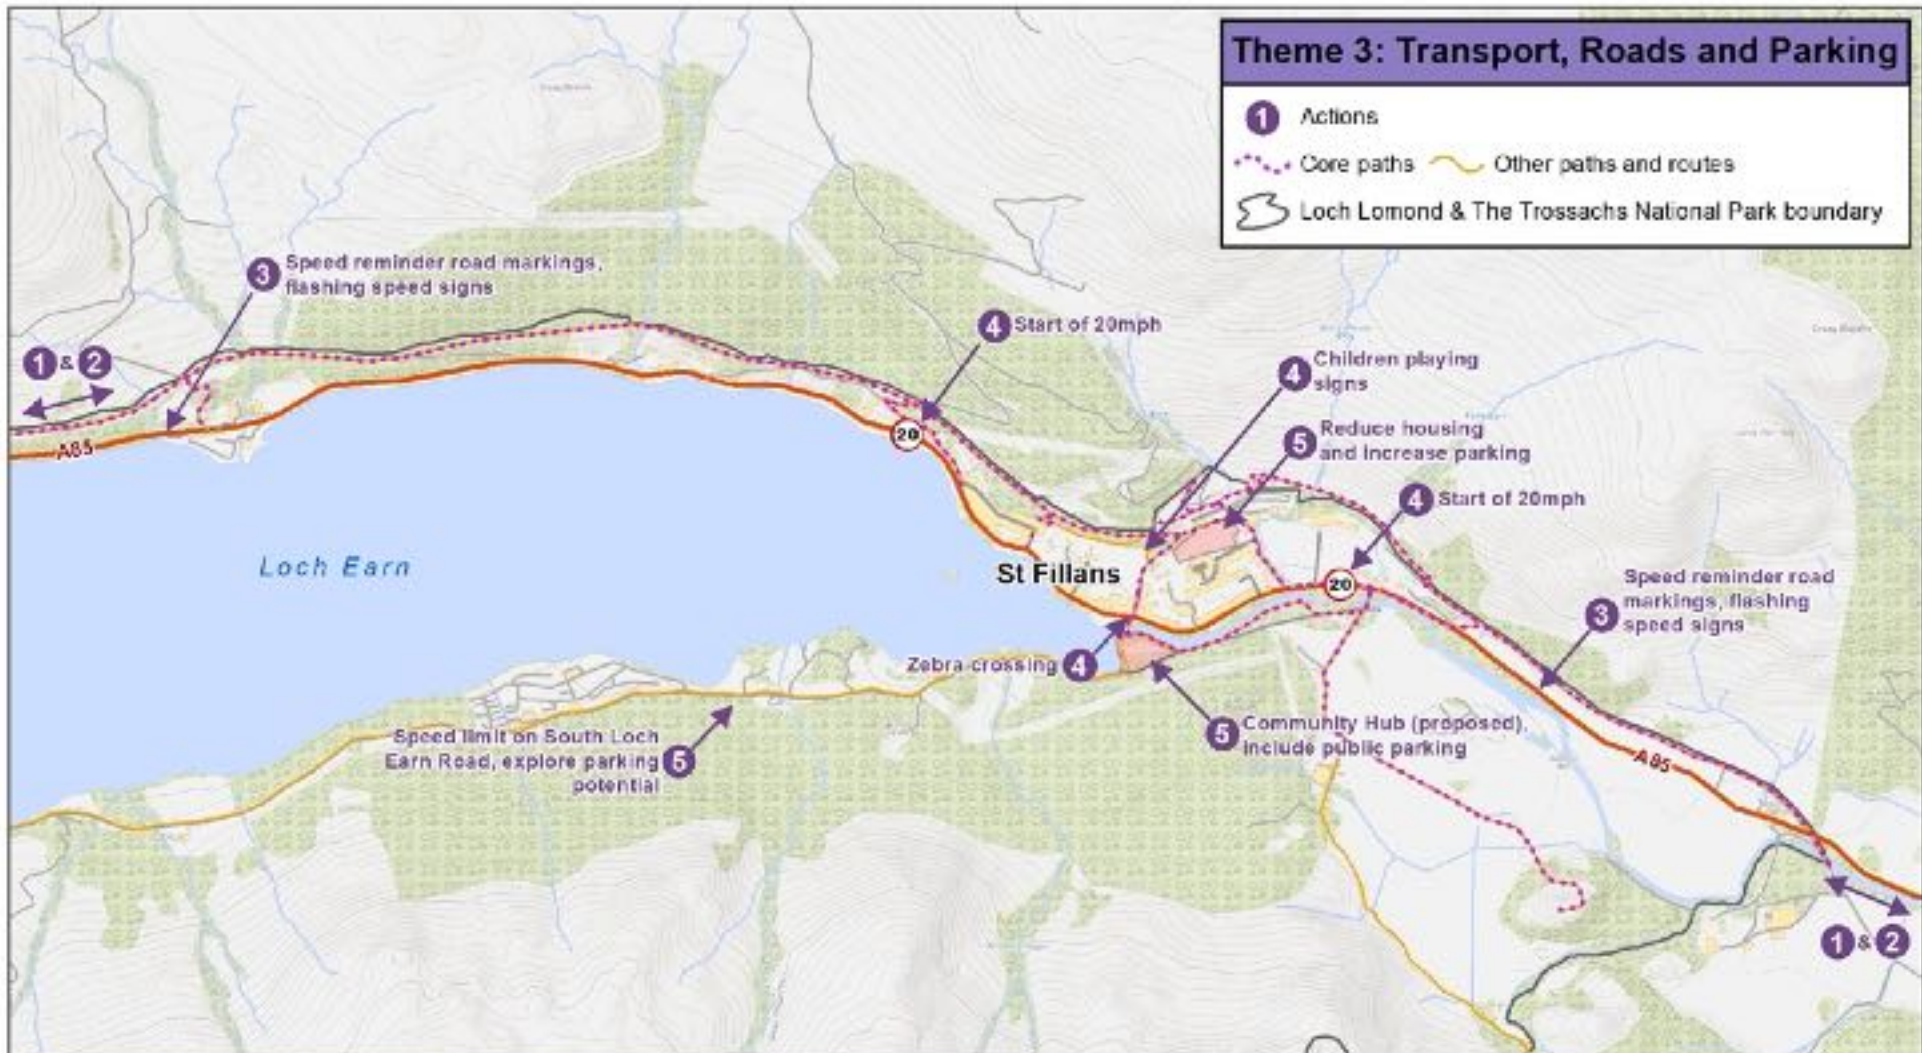 Theme 3: Transport, Roads and Parking
1 Actions
Core paths Other paths and routes
Loch Lomond & The Trossachs National Park boundary
3 Speed reminder road markings,
flashing speed signs
4 Start of 20mph
1 & 2
4 Children playing
signs
20
5 Reduce housing
and increase parking
A85
4 Start of 20mph
Loch Earn
St Fillans
20
3 Speed reminder road
markings, flashing
speed signs
Zebra crossing 4
5 Community Hub (proposed),
include public parking
Speed limit on South Loch
Earn Road, explore parking 5
potential
A85
1 & 2